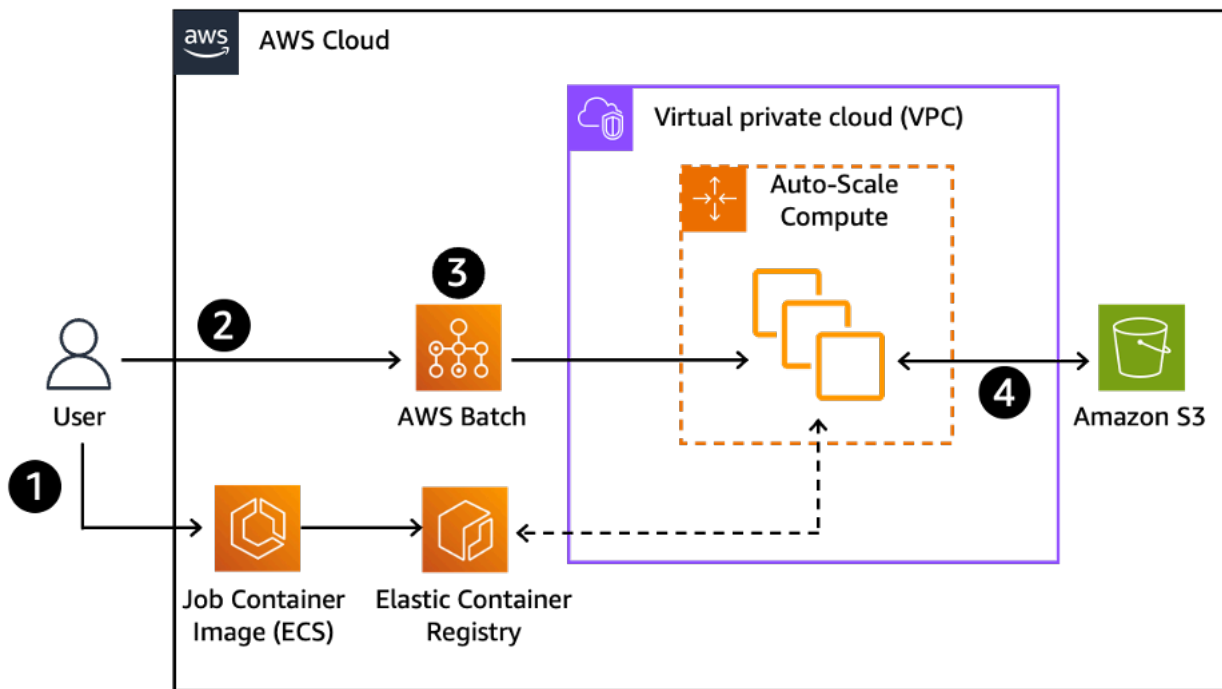 aws
AWS Cloud
Virtual private cloud (VPC)
Auto-Scale
Compute
3
2
User
AWS Batch
4
Amazon S3
1
Job Container
Image (ECS)
Elastic Container
Registry